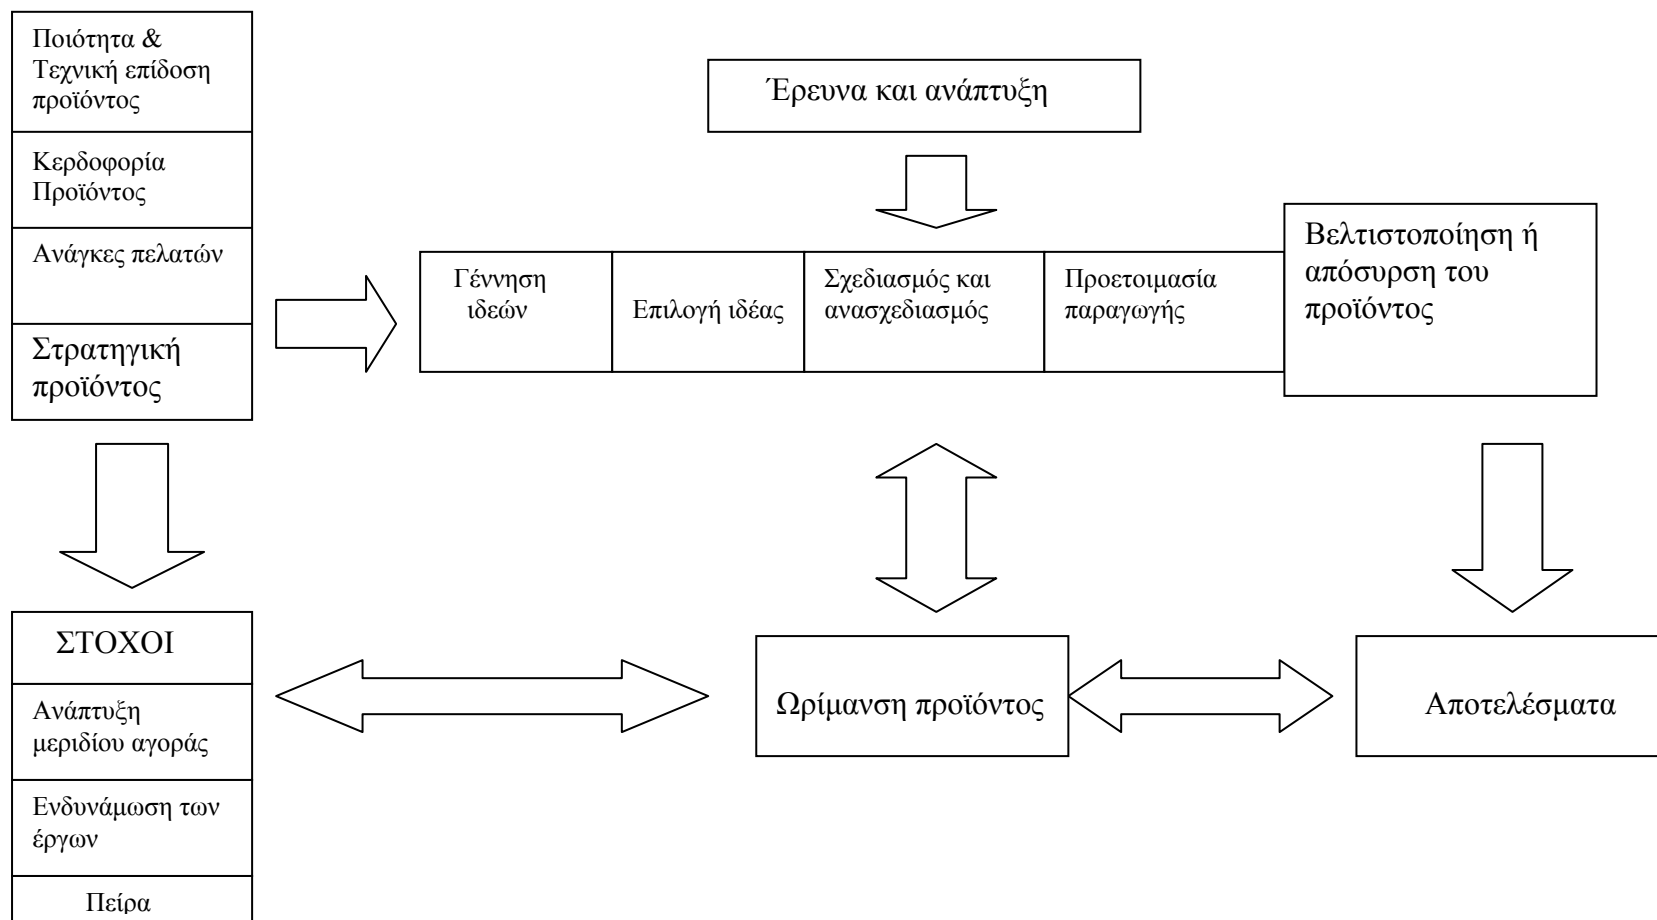 Ποιότητα &
Τεχνική επίδοση
προϊόντος
Κερδοφορία
Προϊόντος
Ανάγκες πελατών
Στρατηγική
προϊόντος
Έρευνα και ανάπτυξη
Γέννηση
ιδεών
Επιλογή ιδέας
Σχεδιασμός και
ανασχεδιασμός
Προετοιμασία
παραγωγής
Βελτιστοποίηση ή
απόσυρση του
προϊόντος
ΣΤΟΧΟΙ
Ανάπτυξη
μεριδίου αγοράς
Ενδυνάμωση των
έργων
Πείρα
Ωρίμανση προϊόντος
Αποτελέσματα